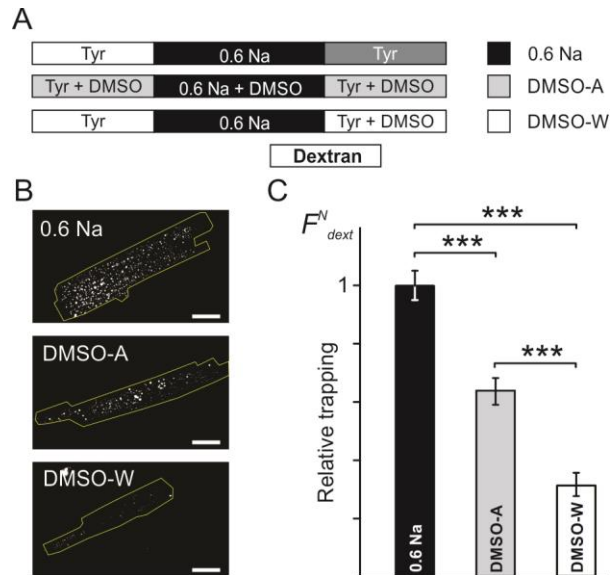 A
Tyr 0.6 Na Tyr
Tyr + DMSO 0.6 Na + DMSO Tyr + DMSO
Tyr 0.6 Na Tyr + DMSO
Dextran
0.6 Na
DMSO-A
DMSO-W
B
0.6 Na
DMSO-A
DMSO-W
C
F^N_dext
***
***
***
1
Relative trapping
0.6 Na
DMSO-A
DMSO-W